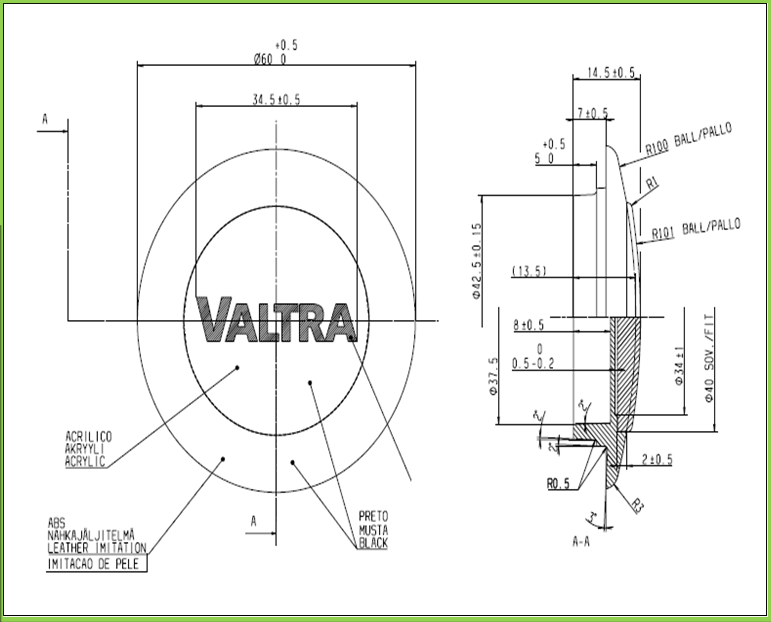 +0.5
Ø60 0
34.5±0.5
A
VALTRA
ACRILICO
AKRYYLI
ACRYLIC
ABS
NAHKAJÄLJITELMÄ
LEATHER IMITATION
IMITACAO DE PELE
A
PRETO
MUSTA
BLACK
14.5±0.5
7±0.5
+0.5
5 0
R100 BALL/PALLO
R1
R101 BALL/PALLO
Φ42.5±0.15
(13.5)
8±0.5
0
0.5-0.2
Φ37.5
Φ34±1
Φ40 SOV./FIT
2±0.5
R0.5
R3
3°
A-A